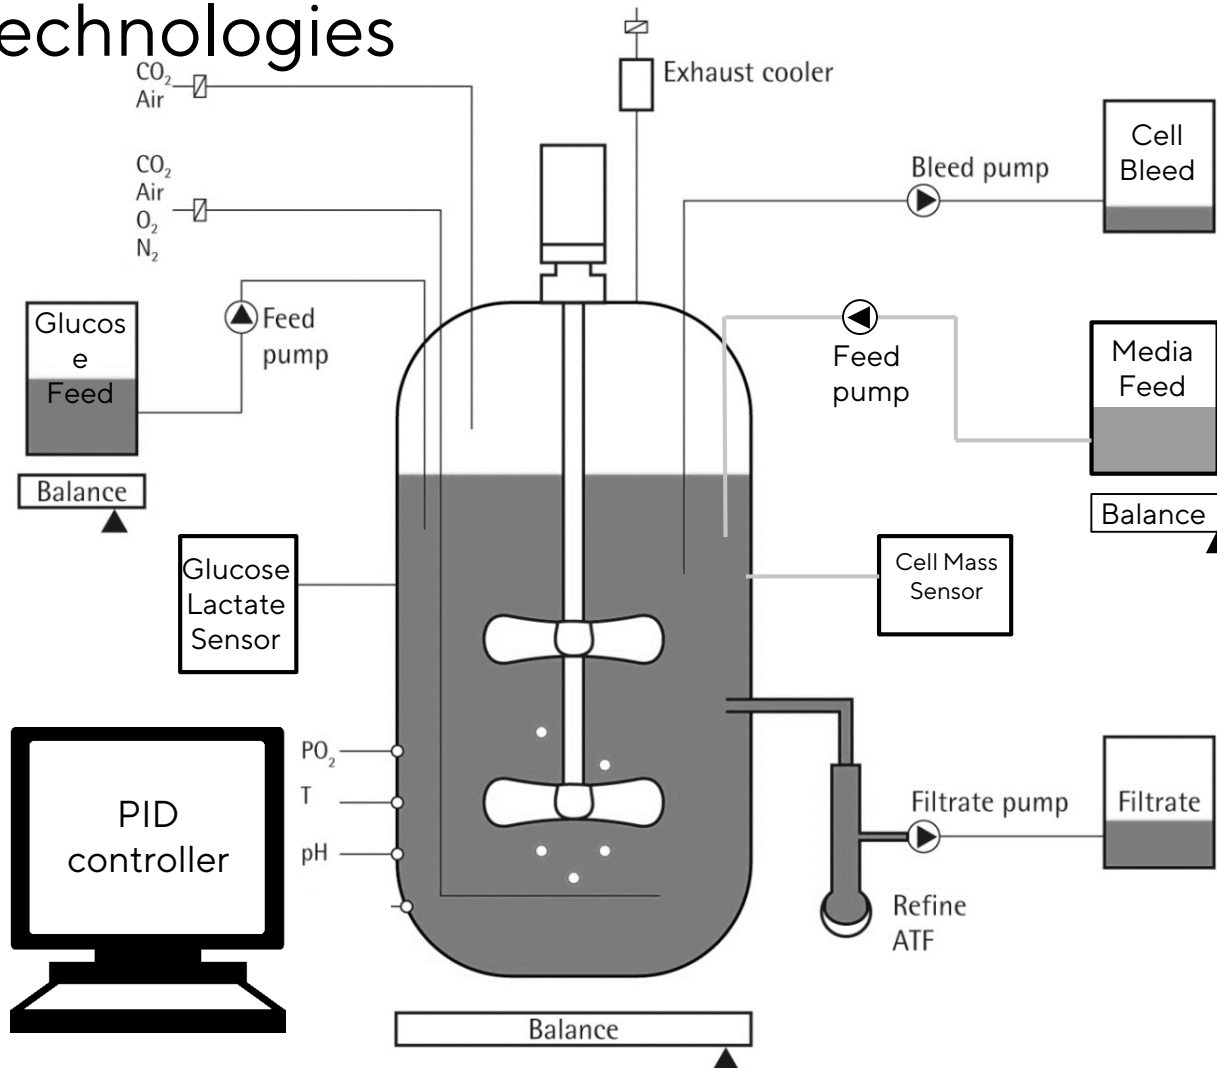 echnologies
CO₂
Air
Exhaust cooler
CO₂
Air
O₂
N₂
Bleed pump
Cell
Bleed
Glucos
e
Feed
Feed
pump
Feed
pump
Media
Feed
Balance
Balance
Glucose
Lactate
Sensor
Cell Mass
Sensor
PO₂
T
pH
PID
controller
Filtrate pump
Filtrate
Refine
ATF
Balance